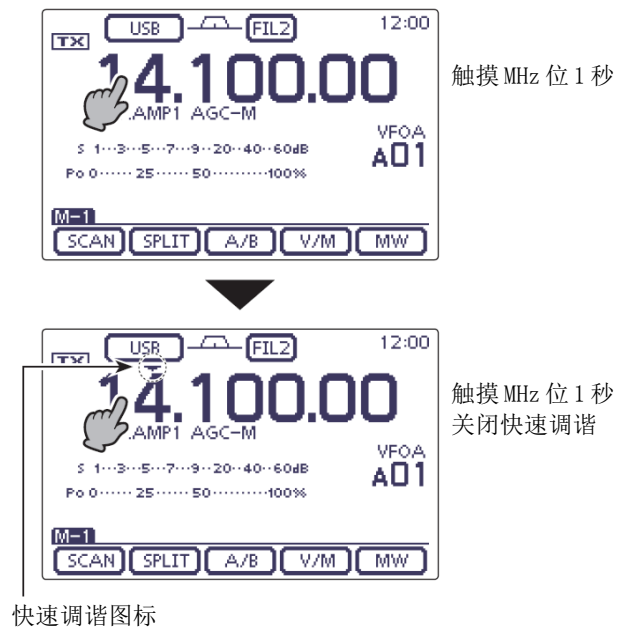 USB FIL2 12:00
TX
14.100.00
触摸 MHz 位 1 秒
.AMP1 AGC-M
VFOA
S 1···3···5···7···9··20··40··60dB
A01
Po 0······25······50··········100%
M-1
SCAN SPLIT A/B V/M MW
USB FIL2 12:00
TX
14.100.00
触摸 MHz 位 1 秒
关闭快速调谐
.AMP1 AGC-M
VFOA
S 1···3···5···7···9··20··40··60dB
A01
Po 0······25······50··········100%
M-1
SCAN SPLIT A/B V/M MW
快速调谐图标